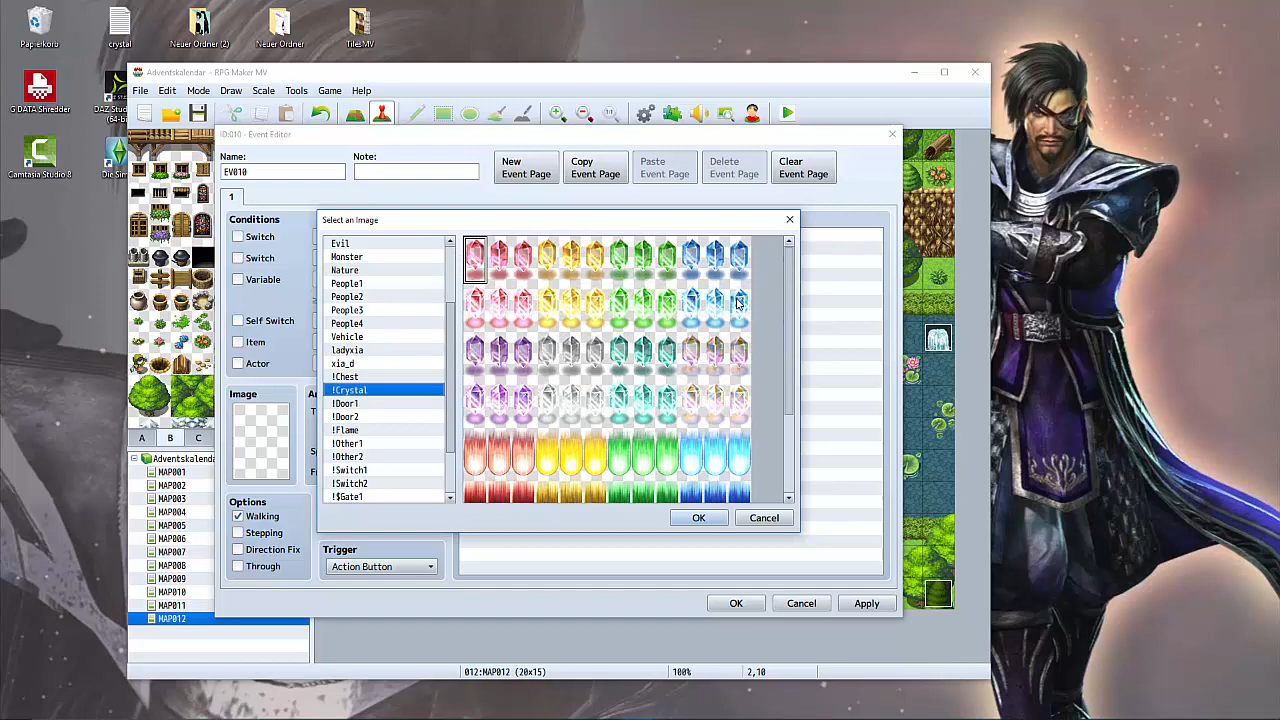 Papierkorb
crystal
Neuer Ordner (2)
Neuer Ordner
TilesMV
G DATA Shredder
DAZ Stu
(64-b
Camtasia Studio 8
Die Sim
Adventskalendar - RPG Maker MV
File Edit Mode Draw Scale Tools Game Help
ID:010 - Event Editor
Name:
EV010
Note:
New
Event Page
Copy
Event Page
Paste
Event Page
Delete
Event Page
Clear
Event Page
1
Conditions
Switch
Switch
Variable
Self Switch
Item
Actor
Image
Options
Walking
Stepping
Direction Fix
Through
Trigger
Action Button
Select an Image
Evil
Monster
Nature
People1
People2
People3
People4
Vehicle
ladyxia
xia_d
!Chest
!Crystal
!Door1
!Door2
!Flame
!Other1
!Other2
!Switch1
!Switch2
!$Gate1
OK Cancel
OK Cancel Apply
A B C
Adventskalenda
MAP001
MAP002
MAP003
MAP004
MAP005
MAP006
MAP007
MAP008
MAP009
MAP010
MAP011
MAP012
012:MAP012 (20x15) 100% 2,10